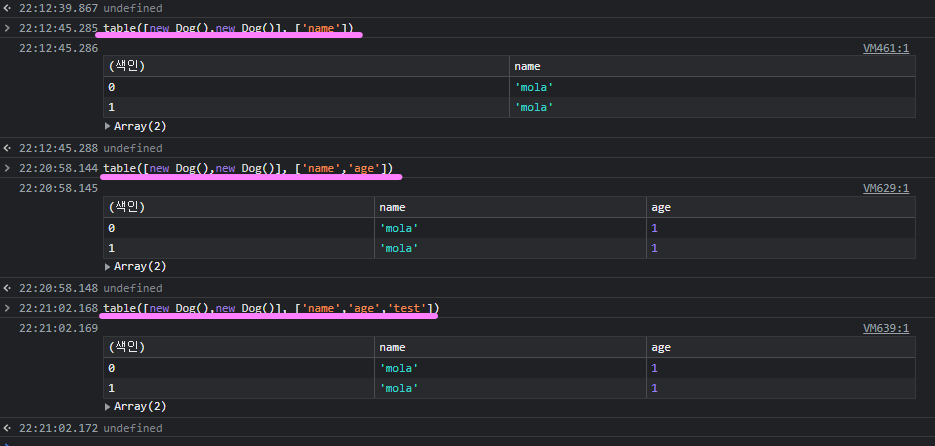 22:12:39.867 undefined
22:12:45.285 table([new Dog(),new Dog()], ['name'])
22:12:45.286 VM461:1
(색인) name
0 'mola'
1 'mola'
Array(2)
22:12:45.288 undefined
22:20:58.144 table([new Dog(),new Dog()], ['name','age'])
22:20:58.145 VM629:1
(색인) name age
0 'mola' 1
1 'mola' 1
Array(2)
22:20:58.148 undefined
22:21:02.168 table([new Dog(),new Dog()], ['name','age','test'])
22:21:02.169 VM639:1
(색인) name age
0 'mola' 1
1 'mola' 1
Array(2)
22:21:02.172 undefined